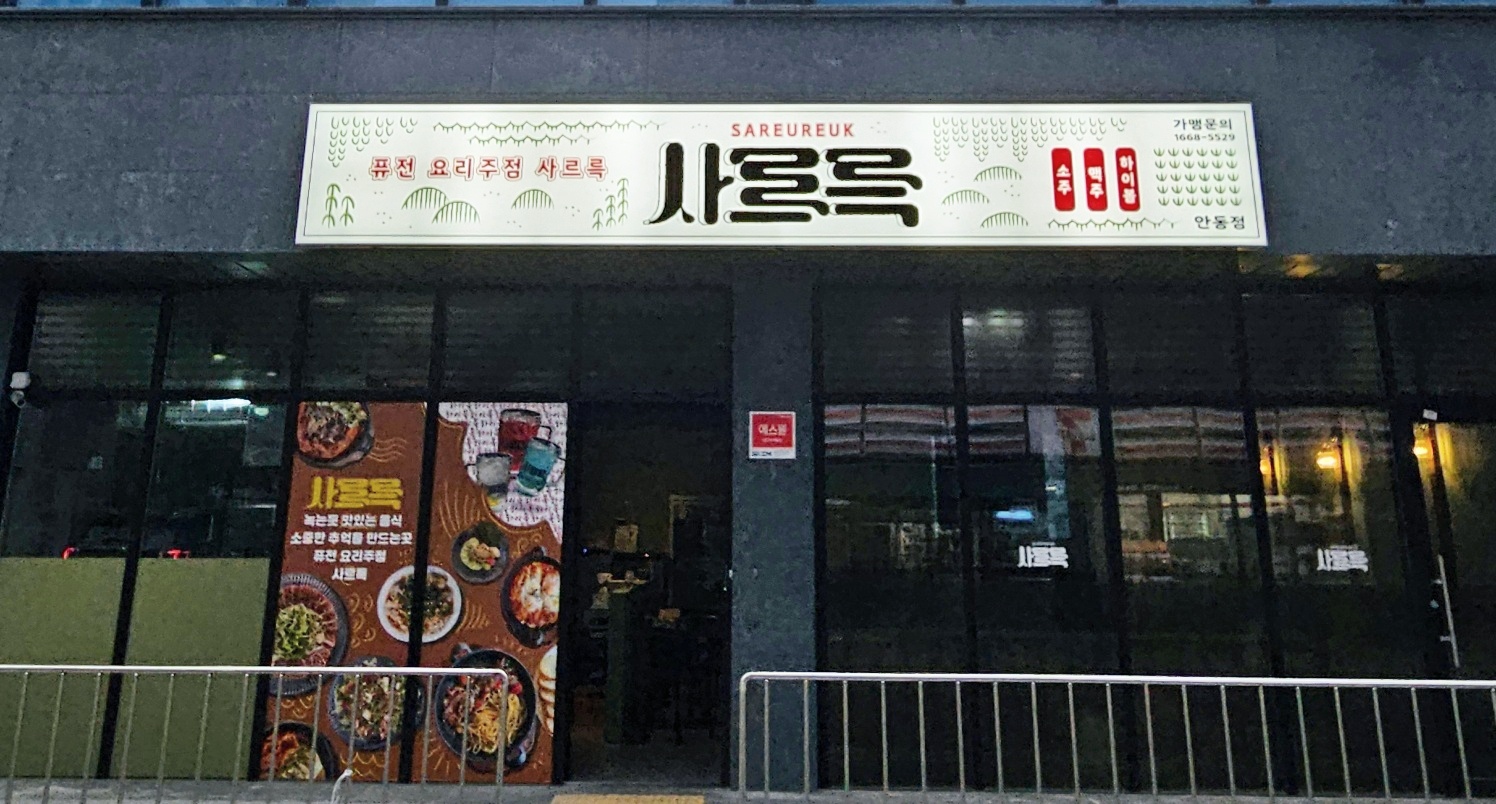 SAREUREUK
퓨전 요리주점 사르륵
사르륵
소주
맥주
하이볼
가맹문의
1668-5529
안동점
사르륵
녹는듯 맛있는 음식
소중한 추억을 만드는곳
퓨전 요리주점
사르륵
에스원
사르륵
사르륵